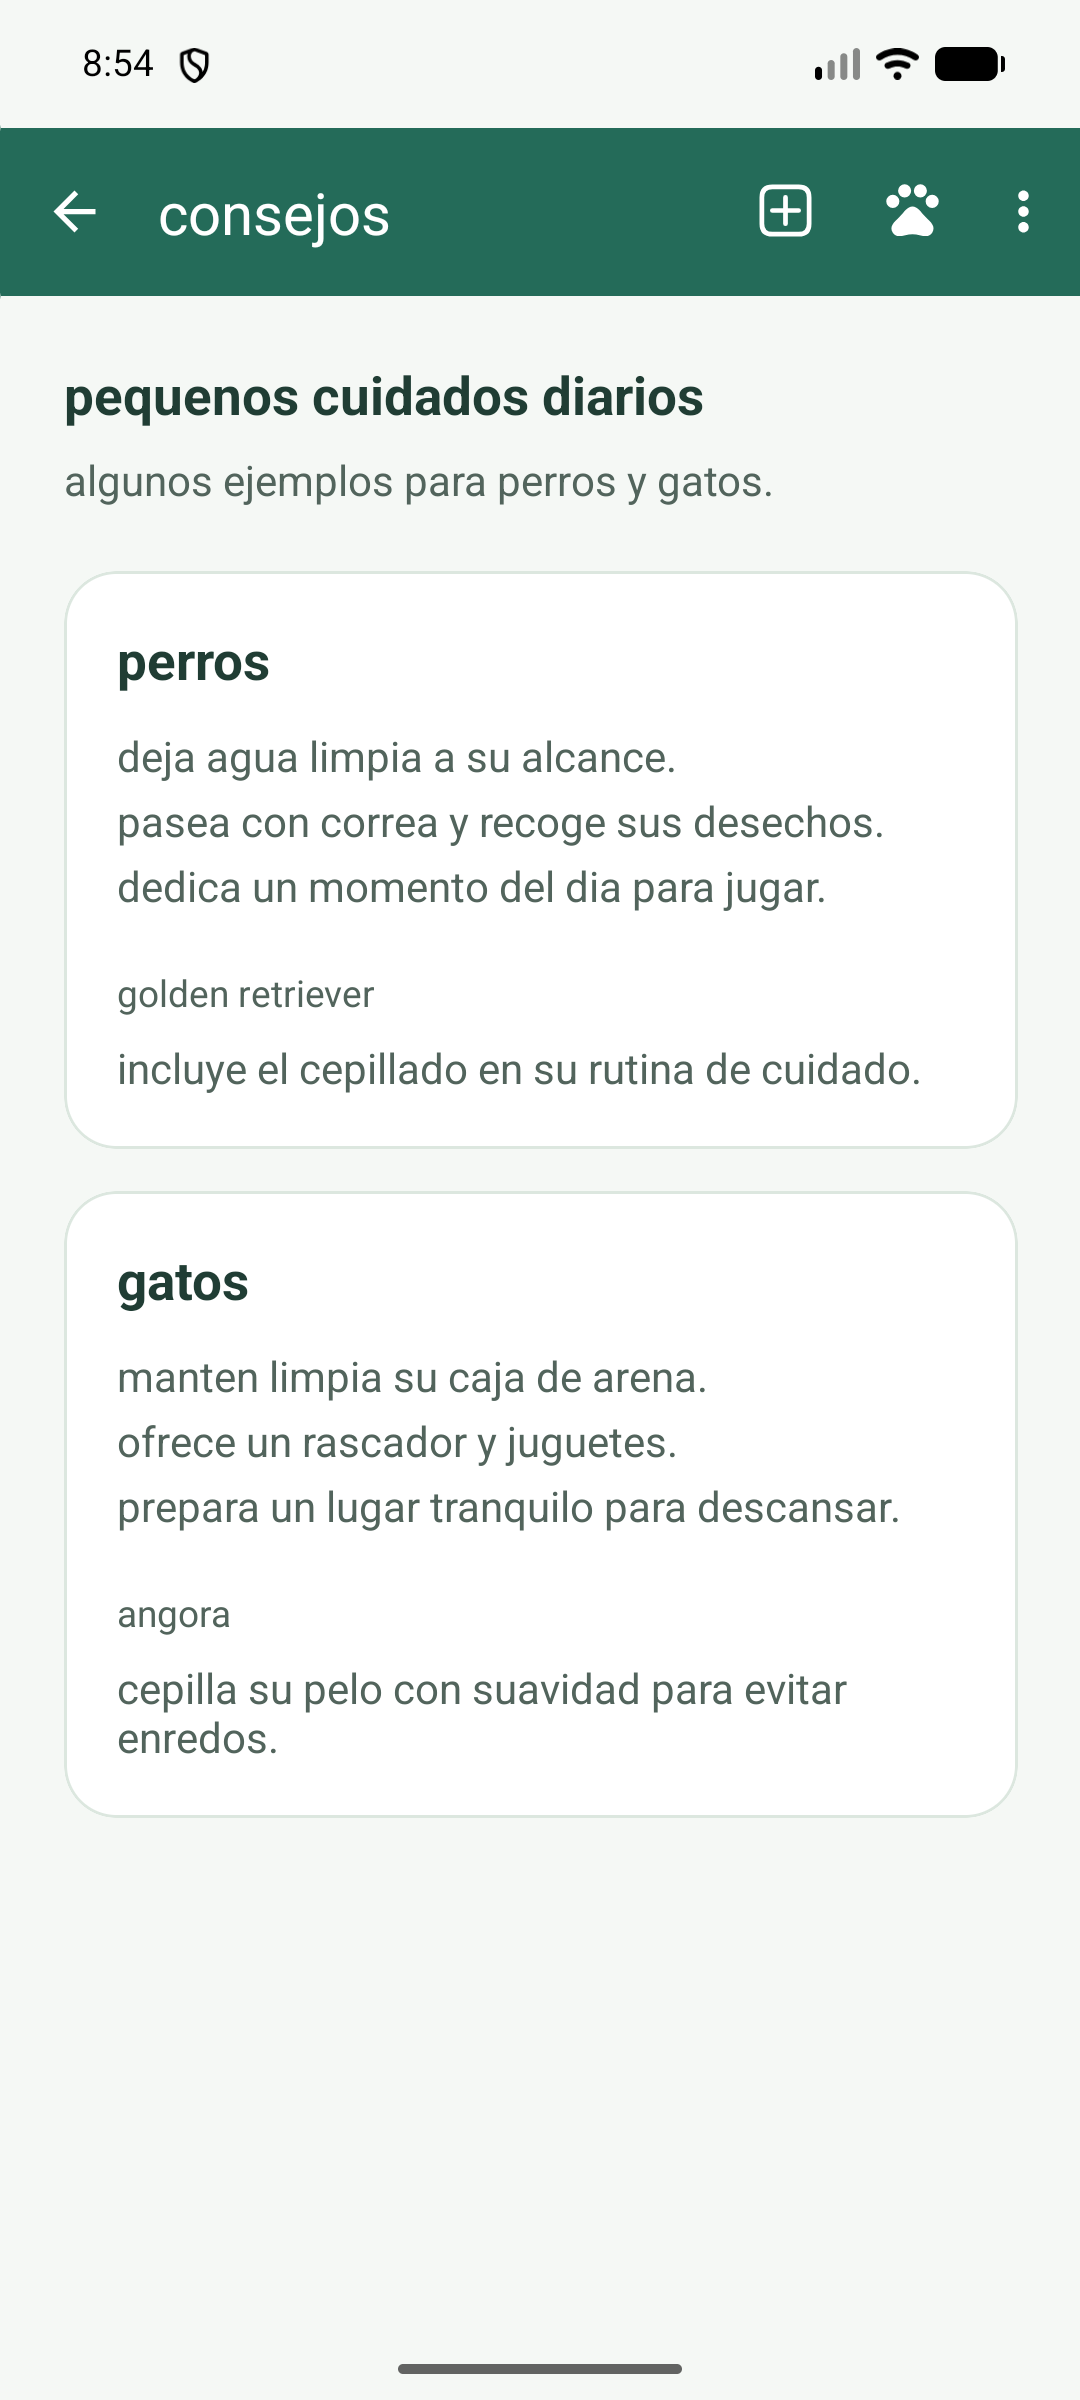 8:54
consejos
pequenos cuidados diarios
algunos ejemplos para perros y gatos.
perros
deja agua limpia a su alcance.
pasea con correa y recoge sus desechos.
dedica un momento del dia para jugar.
golden retriever
incluye el cepillado en su rutina de cuidado.
gatos
manten limpia su caja de arena.
ofrece un rascador y juguetes.
prepara un lugar tranquilo para descansar.
angora
cepilla su pelo con suavidad para evitar
enredos.